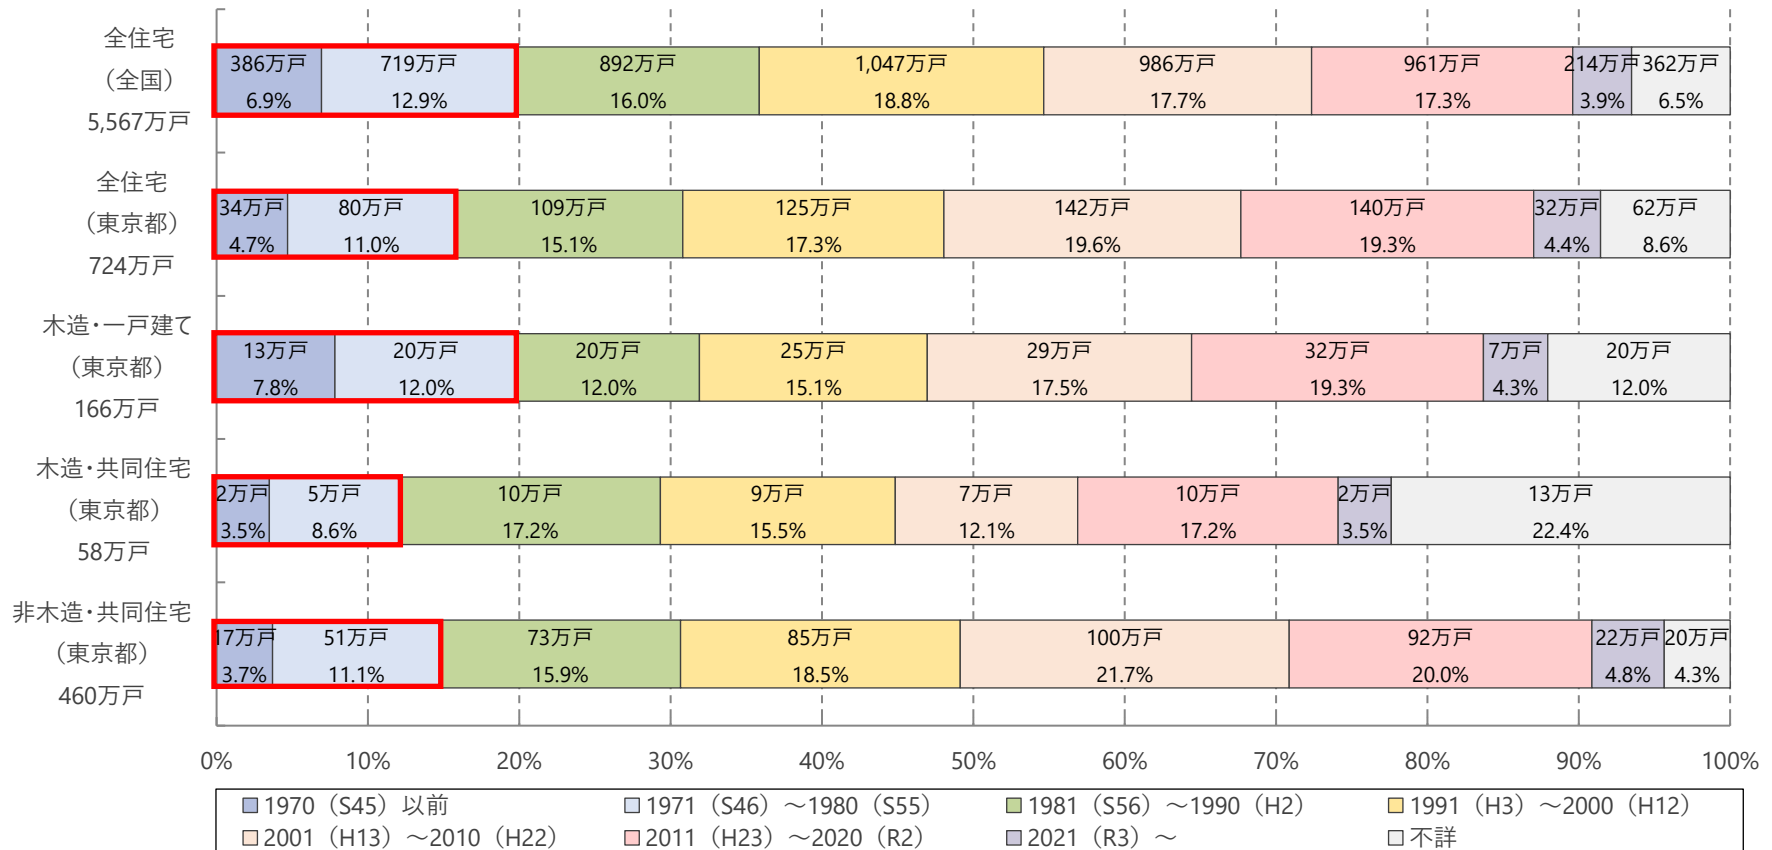 全住宅
（全国）
5,567万戸
386万戸 719万戸 892万戸 1,047万戸 986万戸 961万戸 214万戸 362万戸
6.9% 12.9% 16.0% 18.8% 17.7% 17.3% 3.9% 6.5%
全住宅
（東京都）
724万戸
34万戸 80万戸 109万戸 125万戸 142万戸 140万戸 32万戸 62万戸
4.7% 11.0% 15.1% 17.3% 19.6% 19.3% 4.4% 8.6%
木造・一戸建て
（東京都）
166万戸
13万戸 20万戸 20万戸 25万戸 29万戸 32万戸 7万戸 20万戸
7.8% 12.0% 12.0% 15.1% 17.5% 19.3% 4.3% 12.0%
木造・共同住宅
（東京都）
58万戸
2万戸 5万戸 10万戸 9万戸 7万戸 10万戸 2万戸 13万戸
3.5% 8.6% 17.2% 15.5% 12.1% 17.2% 3.5% 22.4%
非木造・共同住宅
（東京都）
460万戸
17万戸 51万戸 73万戸 85万戸 100万戸 92万戸 22万戸 20万戸
3.7% 11.1% 15.9% 18.5% 21.7% 20.0% 4.8% 4.3%
0% 10% 20% 30% 40% 50% 60% 70% 80% 90% 100%
1970（S45）以前 1971（S46）～1980（S55） 1981（S56）～1990（H2） 1991（H3）～2000（H12）
2001（H13）～2010（H22） 2011（H23）～2020（R2） 2021（R3）～ 不詳